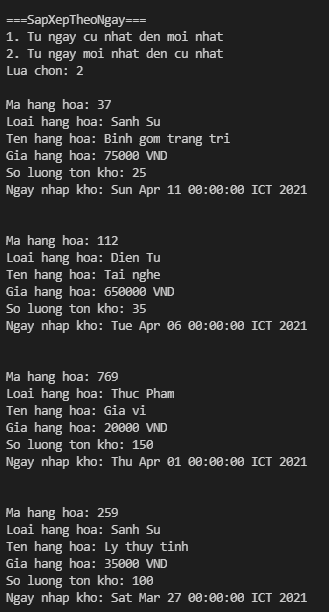 ===SapXepTheoNgay===
1. Tu ngay cu nhat den moi nhat
2. Tu ngay moi nhat den cu nhat
Lua chon: 2
Ma hang hoa: 37
Loai hang hoa: Sanh Su
Ten hang hoa: Binh gom trang tri
Gia hang hoa: 75000 VND
So luong ton kho: 25
Ngay nhap kho: Sun Apr 11 00:00:00 ICT 2021
Ma hang hoa: 112
Loai hang hoa: Dien Tu
Ten hang hoa: Tai nghe
Gia hang hoa: 650000 VND
So luong ton kho: 35
Ngay nhap kho: Tue Apr 06 00:00:00 ICT 2021
Ma hang hoa: 769
Loai hang hoa: Thuc Pham
Ten hang hoa: Gia vi
Gia hang hoa: 20000 VND
So luong ton kho: 150
Ngay nhap kho: Thu Apr 01 00:00:00 ICT 2021
Ma hang hoa: 259
Loai hang hoa: Sanh Su
Ten hang hoa: Ly thuy tinh
Gia hang hoa: 35000 VND
So luong ton kho: 100
Ngay nhap kho: Sat Mar 27 00:00:00 ICT 2021